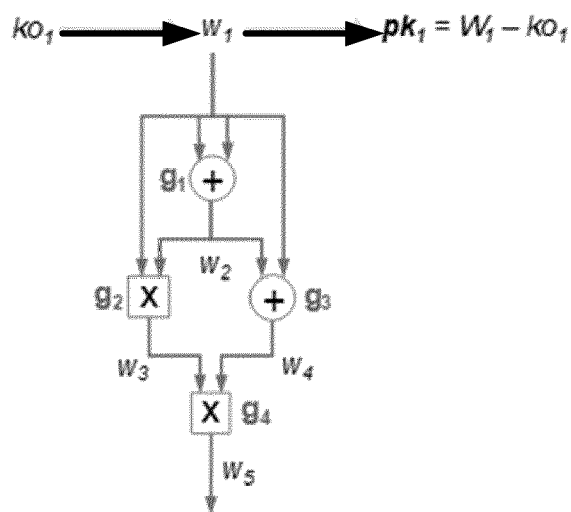 ko₁ w₁ pk₁ = W₁ – ko₁
g₁ +
w₂
g₂ X + g₃
w₃ w₄
X g₄
w₅